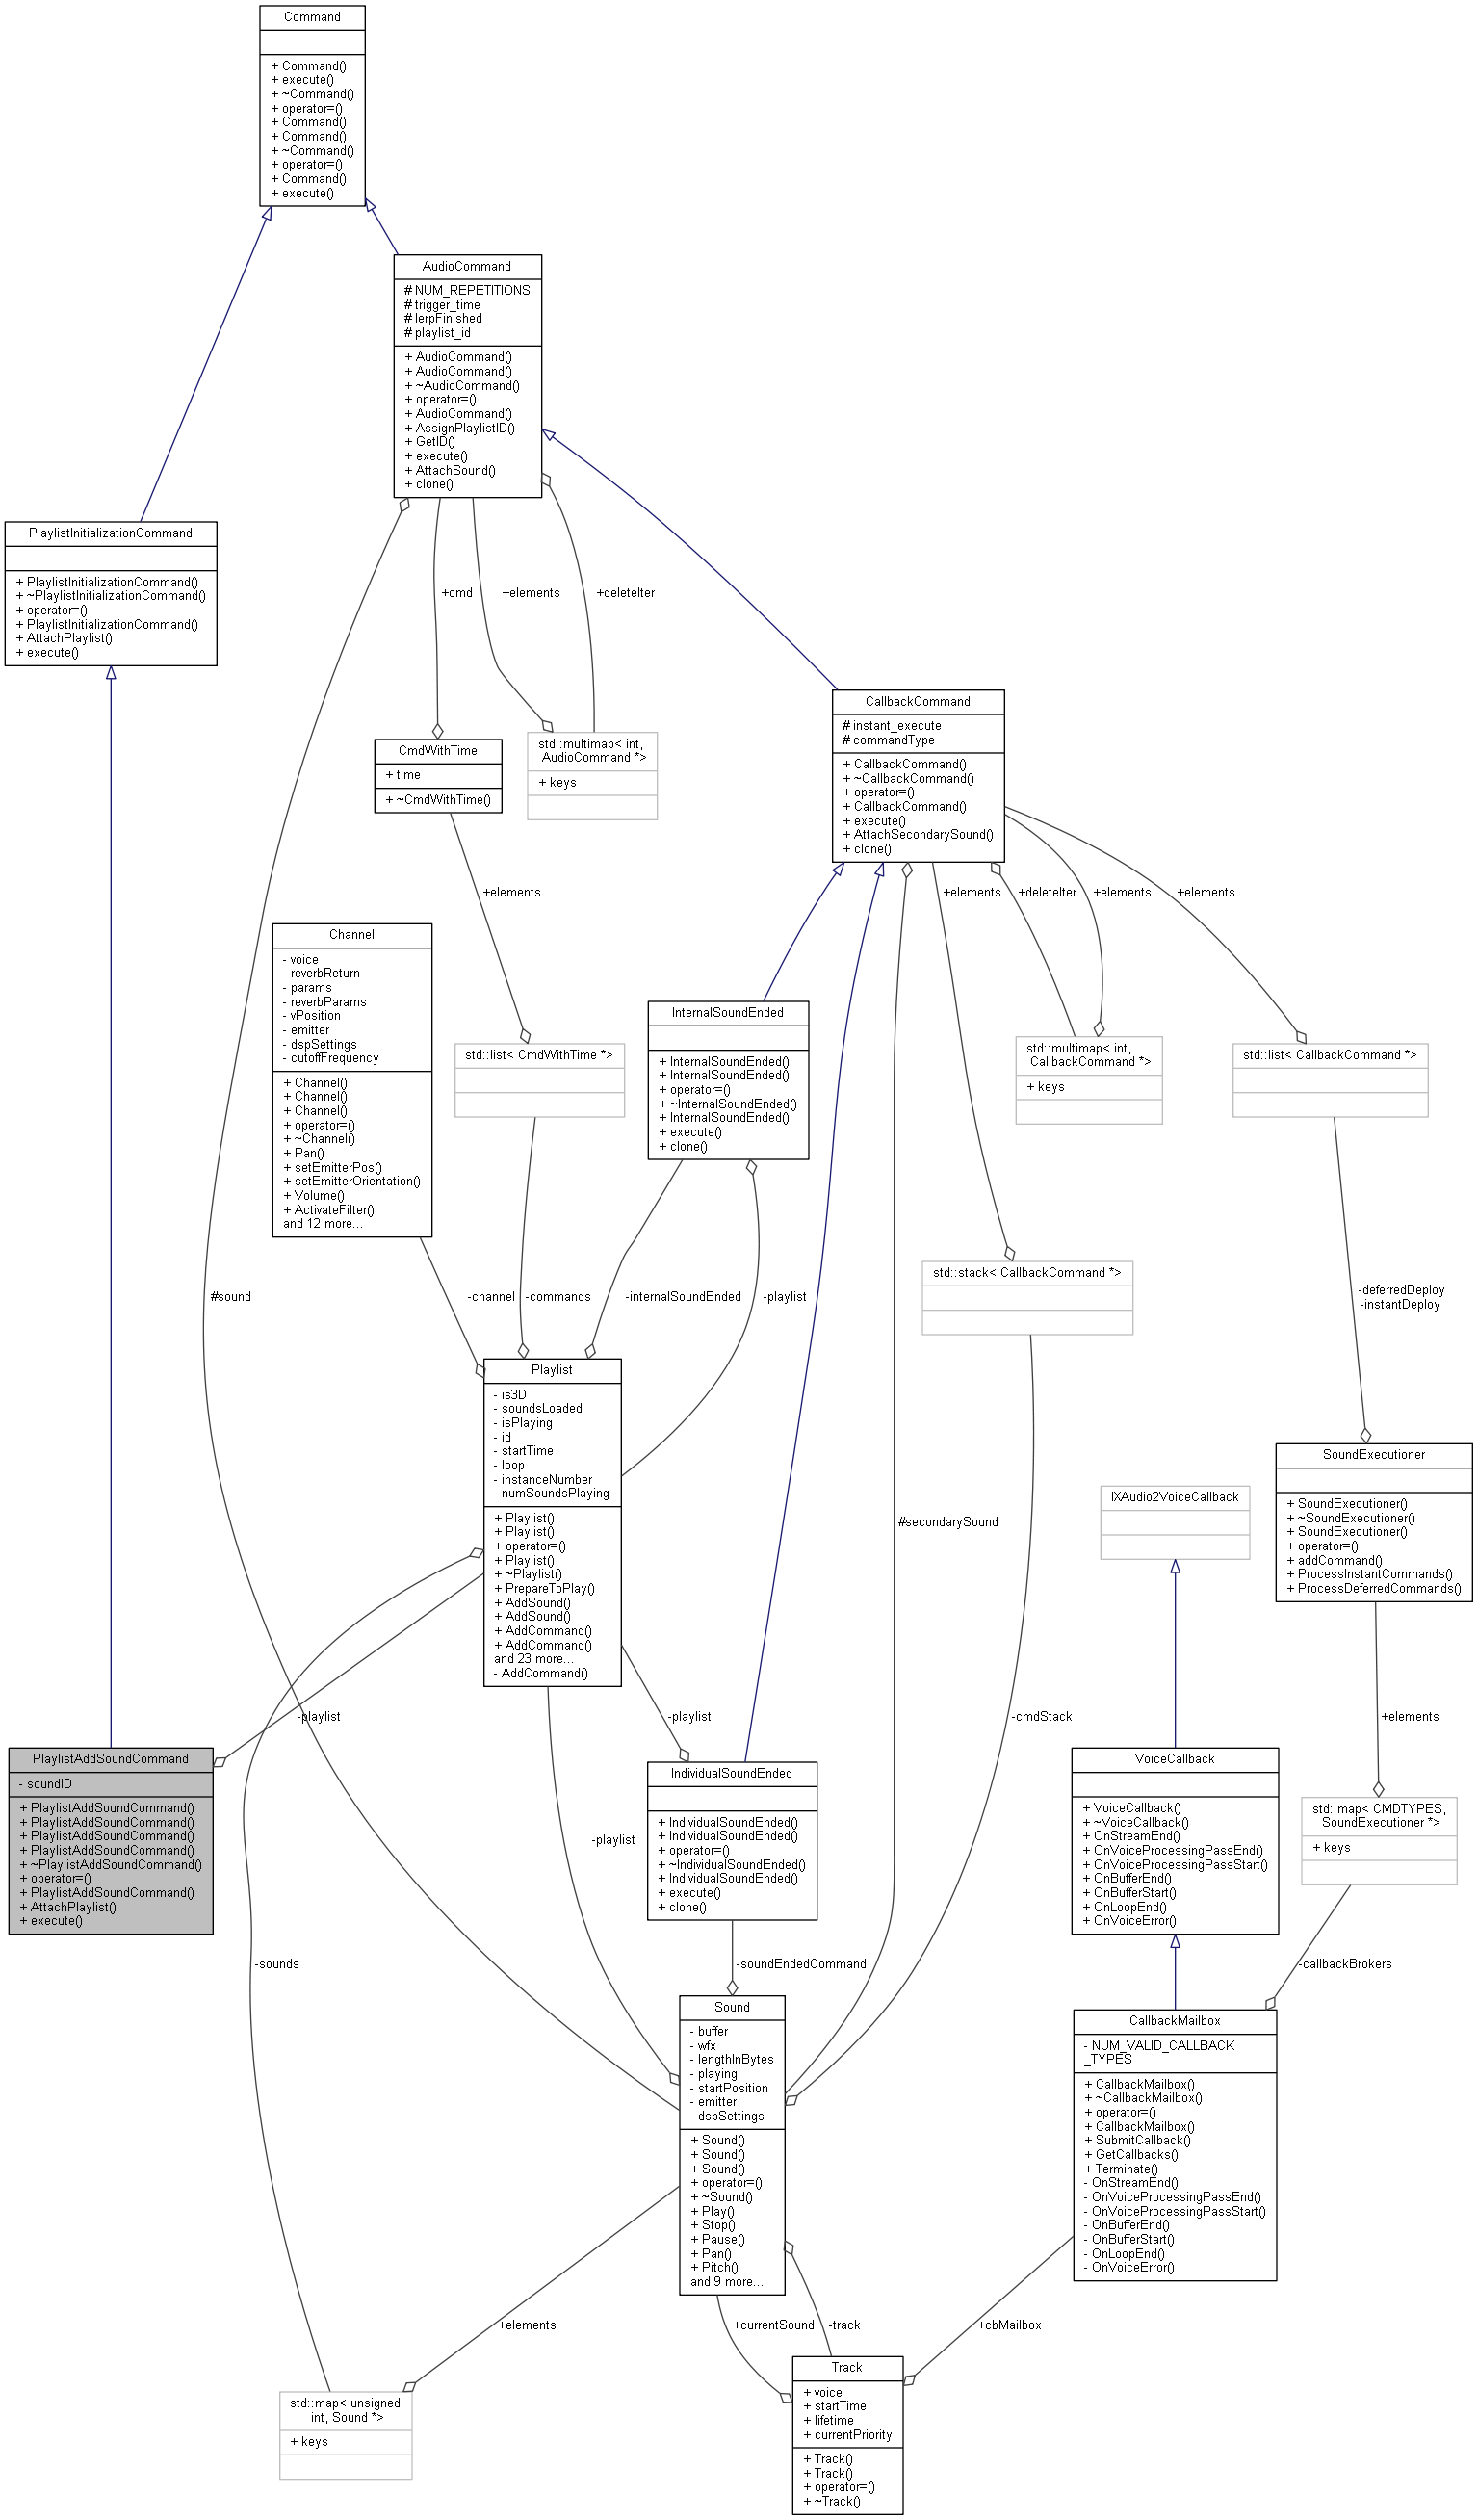 Command
+ Command()
+ execute()
+ ~Command()
+ operator=()
+ Command()
+ Command()
+ ~Command()
+ operator=()
+ Command()
+ execute()
AudioCommand
# NUM_REPETITIONS
# trigger_time
# lerpFinished
# playlist_id
+ AudioCommand()
+ AudioCommand()
+ ~AudioCommand()
+ operator=()
+ AudioCommand()
+ AssignPlaylistID()
+ GetID()
+ execute()
+ AttachSound()
+ clone()
PlaylistInitializationCommand
+ PlaylistInitializationCommand()
+ ~PlaylistInitializationCommand()
+ operator=()
+ PlaylistInitializationCommand()
+ AttachPlaylist()
+ execute()
+cmd
+elements
+deleteIter
CallbackCommand
# instant_execute
# commandType
+ CallbackCommand()
+ ~CallbackCommand()
+ operator=()
+ CallbackCommand()
+ execute()
+ AttachSecondarySound()
+ clone()
CmdWithTime
+ time
+ ~CmdWithTime()
std::multimap< int,
AudioCommand *>
+ keys
+elements
+elements
+deleteIter
+elements
+elements
Channel
- voice
- reverbReturn
- params
- reverbParams
- vPosition
- emitter
- dspSettings
- cutoffFrequency
+ Channel()
+ Channel()
+ Channel()
+ operator=()
+ ~Channel()
+ Pan()
+ setEmitterPos()
+ setEmitterOrientation()
+ Volume()
+ ActivateFilter()
and 12 more...
std::list< CmdWithTime *>
InternalSoundEnded
+ InternalSoundEnded()
+ InternalSoundEnded()
+ operator=()
+ ~InternalSoundEnded()
+ InternalSoundEnded()
+ execute()
+ clone()
std::multimap< int,
CallbackCommand *>
+ keys
std::list< CallbackCommand *>
std::stack< CallbackCommand *>
#sound
-channel
-commands
-internalSoundEnded
-playlist
-deferredDeploy
-instantDeploy
Playlist
- is3D
- soundsLoaded
- isPlaying
- id
- startTime
- loop
- instanceNumber
- numSoundsPlaying
+ Playlist()
+ Playlist()
+ operator=()
+ Playlist()
+ ~Playlist()
+ PrepareToPlay()
+ AddSound()
+ AddSound()
+ AddCommand()
+ AddCommand()
and 23 more...
- AddCommand()
#secondarySound
IXAudio2VoiceCallback
SoundExecutioner
+ SoundExecutioner()
+ ~SoundExecutioner()
+ SoundExecutioner()
+ operator=()
+ addCommand()
+ ProcessInstantCommands()
+ ProcessDeferredCommands()
-playlist
-playlist
-cmdStack
+elements
PlaylistAddSoundCommand
- soundID
+ PlaylistAddSoundCommand()
+ PlaylistAddSoundCommand()
+ PlaylistAddSoundCommand()
+ PlaylistAddSoundCommand()
+ ~PlaylistAddSoundCommand()
+ operator=()
+ PlaylistAddSoundCommand()
+ AttachPlaylist()
+ execute()
-playlist
IndividualSoundEnded
+ IndividualSoundEnded()
+ IndividualSoundEnded()
+ operator=()
+ ~IndividualSoundEnded()
+ IndividualSoundEnded()
+ execute()
+ clone()
VoiceCallback
+ VoiceCallback()
+ ~VoiceCallback()
+ OnStreamEnd()
+ OnVoiceProcessingPassEnd()
+ OnVoiceProcessingPassStart()
+ OnBufferEnd()
+ OnBufferStart()
+ OnLoopEnd()
+ OnVoiceError()
std::map< CMDTYPES,
SoundExecutioner *>
+ keys
-sounds
-soundEndedCommand
-callbackBrokers
Sound
- buffer
- wfx
- lengthInBytes
- playing
- startPosition
- emitter
- dspSettings
+ Sound()
+ Sound()
+ Sound()
+ operator=()
+ ~Sound()
+ Play()
+ Stop()
+ Pause()
+ Pan()
+ Pitch()
and 9 more...
CallbackMailbox
- NUM_VALID_CALLBACK
_TYPES
+ CallbackMailbox()
+ ~CallbackMailbox()
+ operator=()
+ CallbackMailbox()
+ SubmitCallback()
+ GetCallbacks()
+ Terminate()
- OnStreamEnd()
- OnVoiceProcessingPassEnd()
- OnVoiceProcessingPassStart()
- OnBufferEnd()
- OnBufferStart()
- OnLoopEnd()
- OnVoiceError()
+elements
+currentSound
-track
+cbMailbox
std::map< unsigned
int, Sound *>
+ keys
Track
+ voice
+ startTime
+ lifetime
+ currentPriority
+ Track()
+ Track()
+ operator=()
+ ~Track()